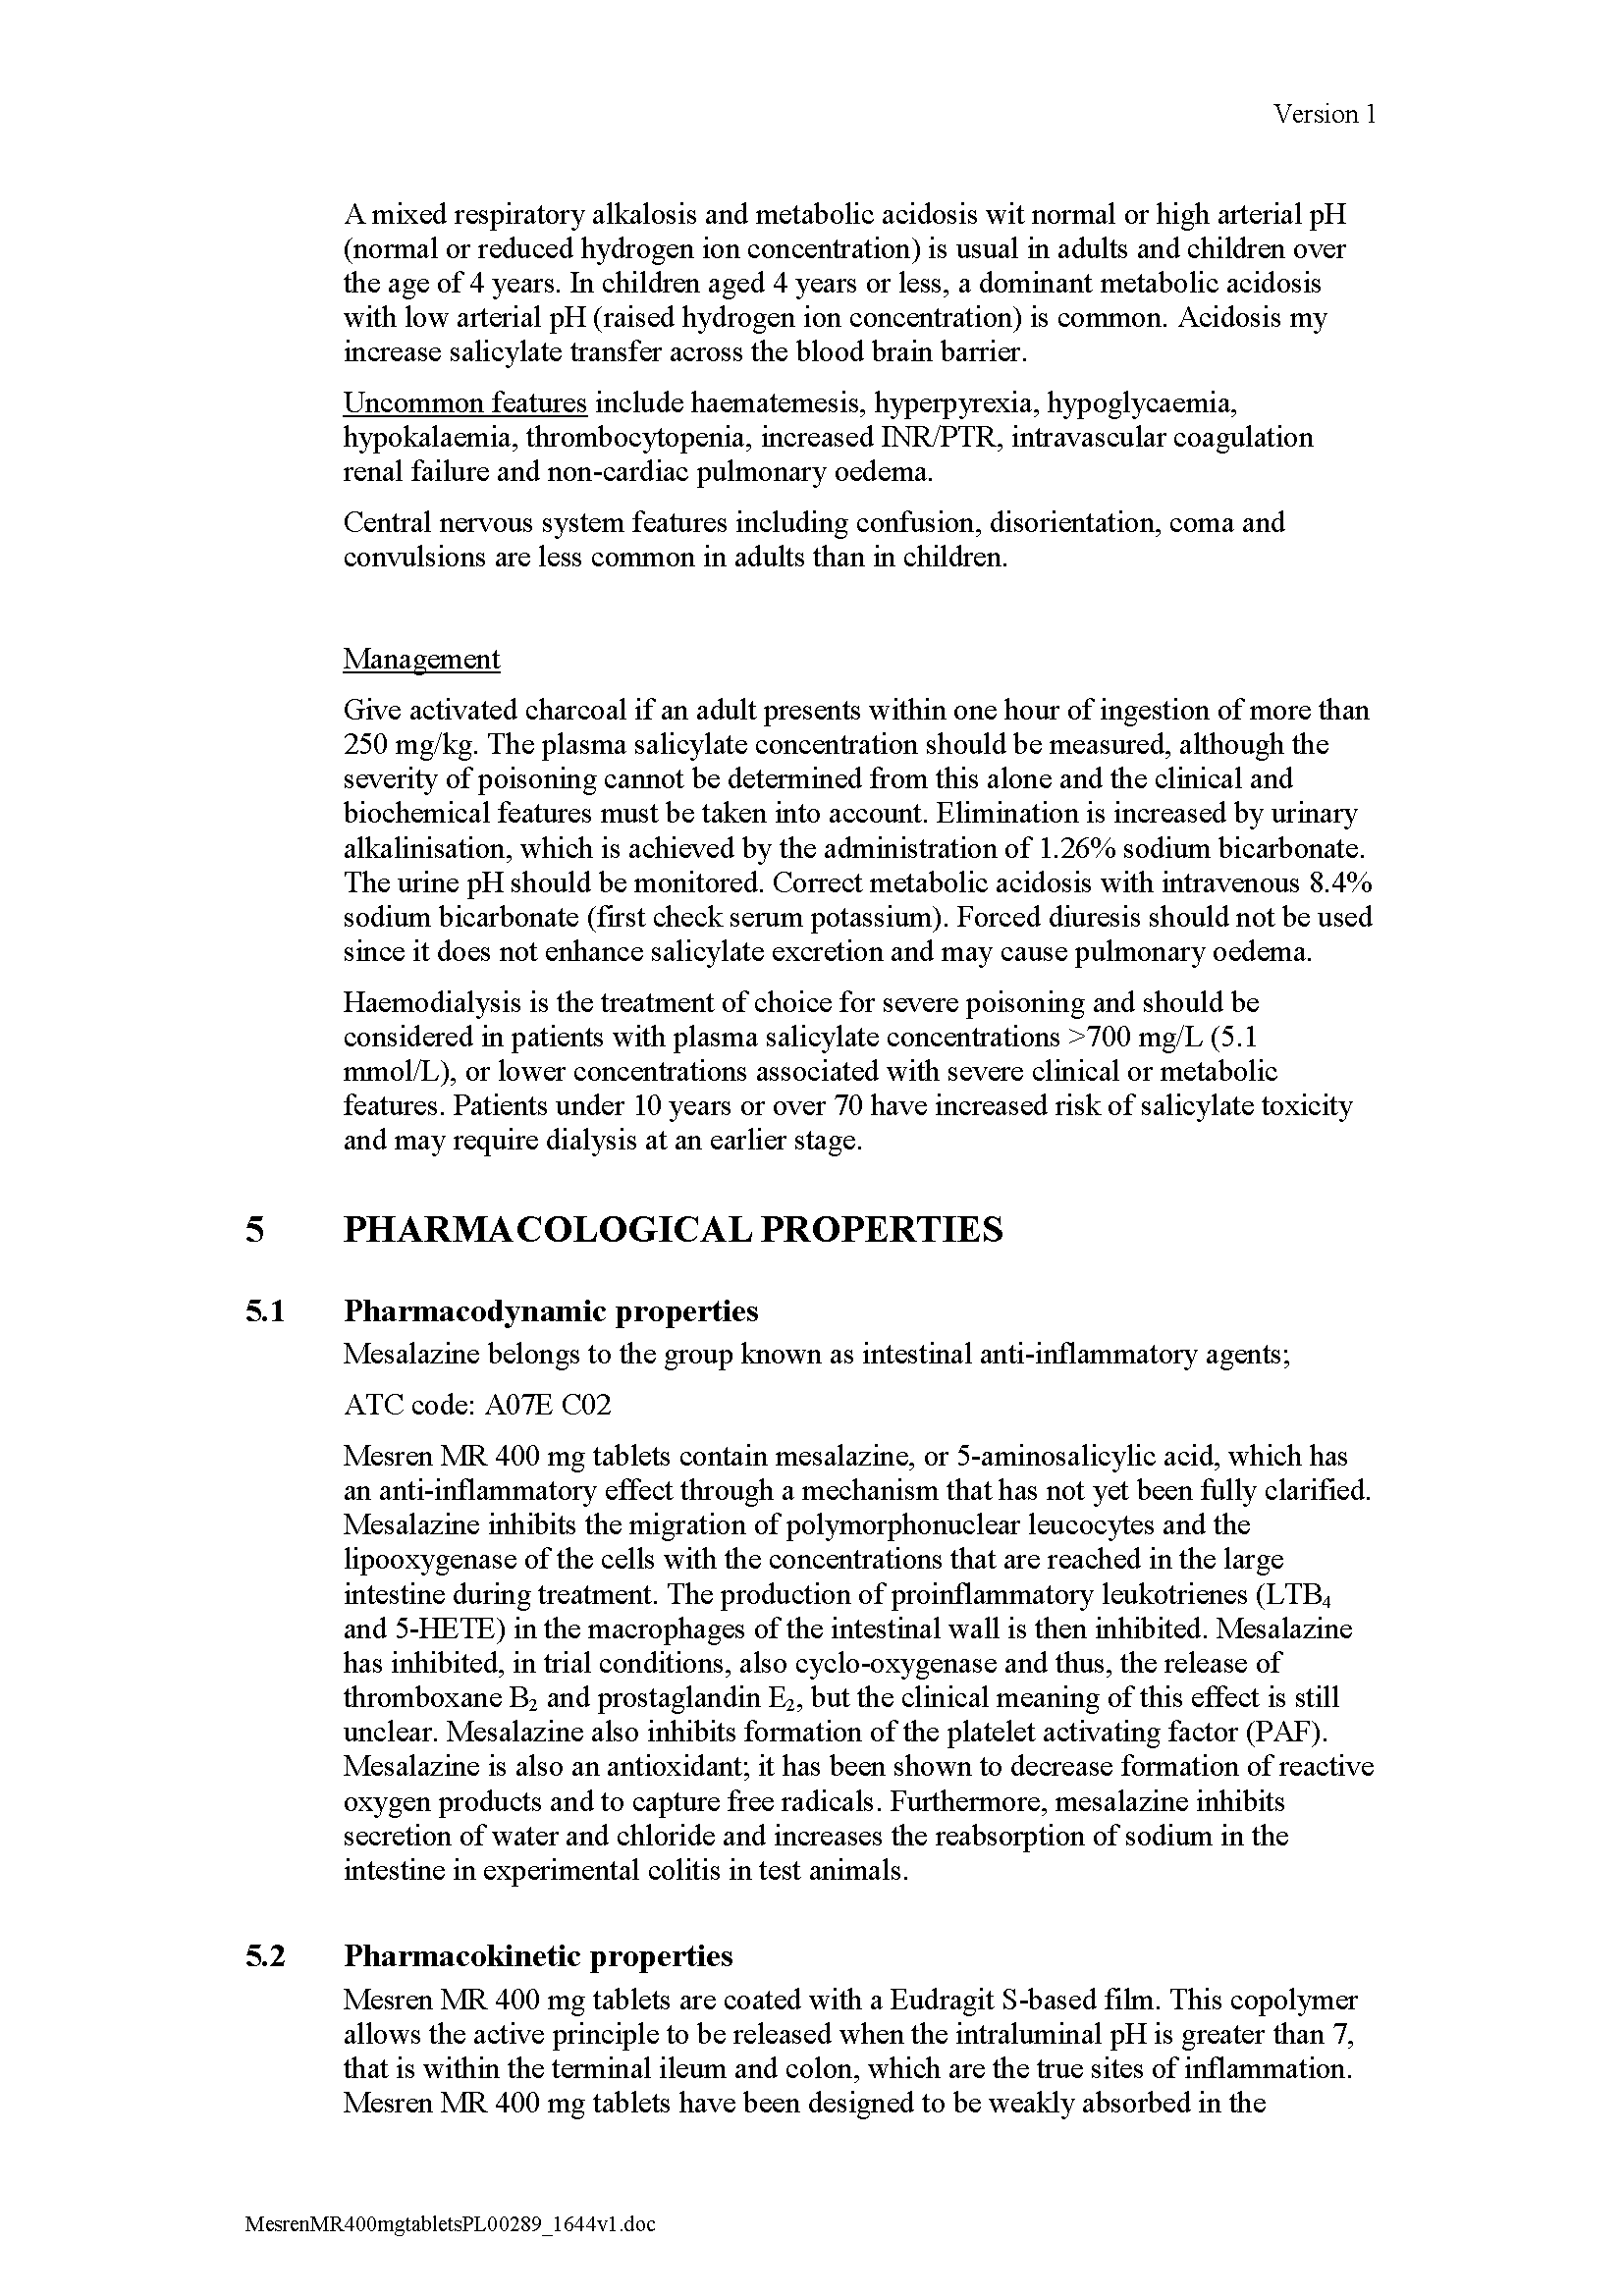 Version 1
A mixed respiratory alkalosis and metabolic acidosis wit normal or high arterial pH
(normal or reduced hydrogen ion concentration) is usual in adults and children over
the age of 4 years. In children aged 4 years or less, a dominant metabolic acidosis
with low arterial pH (raised hydrogen ion concentration) is common. Acidosis my
increase salicylate transfer across the blood brain barrier.
Uncommon features include haematemesis, hyperpyrexia, hypoglycaemia,
hypokalaemia, thrombocytopenia, increased INR/PTR, intravascular coagulation
renal failure and non-cardiac pulmonary oedema.
Central nervous system features including confusion, disorientation, coma and
convulsions are less common in adults than in children.
Management
Give activated charcoal if an adult presents within one hour of ingestion of more than
250 mg/kg. The plasma salicylate concentration should be measured, although the
severity of poisoning cannot be determined from this alone and the clinical and
biochemical features must be taken into account. Elimination is increased by urinary
alkalinisation, which is achieved by the administration of 1.26% sodium bicarbonate.
The urine pH should be monitored. Correct metabolic acidosis with intravenous 8.4%
sodium bicarbonate (first check serum potassium). Forced diuresis should not be used
since it does not enhance salicylate excretion and may cause pulmonary oedema.
Haemodialysis is the treatment of choice for severe poisoning and should be
considered in patients with plasma salicylate concentrations >700 mg/L (5.1
mmol/L), or lower concentrations associated with severe clinical or metabolic
features. Patients under 10 years or over 70 have increased risk of salicylate toxicity
and may require dialysis at an earlier stage.
5 PHARMACOLOGICAL PROPERTIES
5.1 Pharmacodynamic properties
Mesalazine belongs to the group known as intestinal anti-inflammatory agents;
ATC code: A07E C02
Mesren MR 400 mg tablets contain mesalazine, or 5-aminosalicylic acid, which has
an anti-inflammatory effect through a mechanism that has not yet been fully clarified.
Mesalazine inhibits the migration of polymorphonuclear leucocytes and the
lipooxygenase of the cells with the concentrations that are reached in the large
intestine during treatment. The production of proinflammatory leukotrienes (LTB₄
and 5-HETE) in the macrophages of the intestinal wall is then inhibited. Mesalazine
has inhibited, in trial conditions, also cyclo-oxygenase and thus, the release of
thromboxane B₂ and prostaglandin E₂, but the clinical meaning of this effect is still
unclear. Mesalazine also inhibits formation of the platelet activating factor (PAF).
Mesalazine is also an antioxidant; it has been shown to decrease formation of reactive
oxygen products and to capture free radicals. Furthermore, mesalazine inhibits
secretion of water and chloride and increases the reabsorption of sodium in the
intestine in experimental colitis in test animals.
5.2 Pharmacokinetic properties
Mesren MR 400 mg tablets are coated with a Eudragit S-based film. This copolymer
allows the active principle to be released when the intraluminal pH is greater than 7,
that is within the terminal ileum and colon, which are the true sites of inflammation.
Mesren MR 400 mg tablets have been designed to be weakly absorbed in the
MesrenMR400mgtabletsPL00289_1644v1.doc